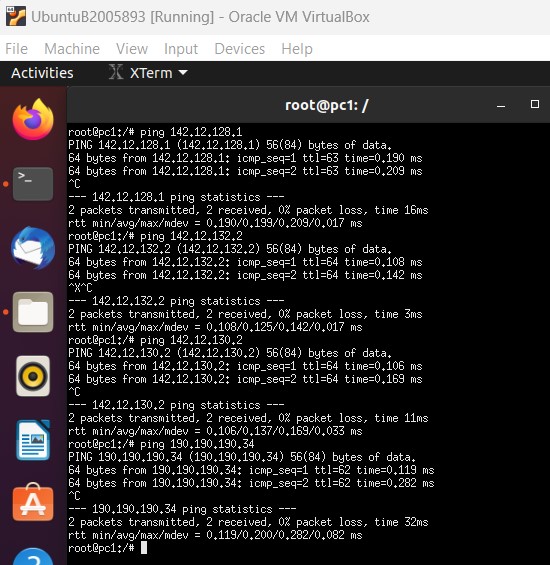 UbuntuB2005893 [Running] - Oracle VM VirtualBox
File Machine View Input Devices Help
Activities XTerm
root@pc1: /
root@pc1:/# ping 142.12.128.1
PING 142.12.128.1 (142.12.128.1) 56(84) bytes of data.
64 bytes from 142.12.128.1: icmp_seq=1 ttl=63 time=0.190 ms
64 bytes from 142.12.128.1: icmp_seq=2 ttl=63 time=0.209 ms
^C
--- 142.12.128.1 ping statistics ---
2 packets transmitted, 2 received, 0% packet loss, time 16ms
rtt min/avg/max/mdev = 0.190/0.199/0.209/0.017 ms
root@pc1:/# ping 142.12.132.2
PING 142.12.132.2 (142.12.132.2) 56(84) bytes of data.
64 bytes from 142.12.132.2: icmp_seq=1 ttl=64 time=0.108 ms
64 bytes from 142.12.132.2: icmp_seq=2 ttl=64 time=0.142 ms
^X^C
--- 142.12.132.2 ping statistics ---
2 packets transmitted, 2 received, 0% packet loss, time 3ms
rtt min/avg/max/mdev = 0.108/0.125/0.142/0.017 ms
root@pc1:/# ping 142.12.130.2
PING 142.12.130.2 (142.12.130.2) 56(84) bytes of data.
64 bytes from 142.12.130.2: icmp_seq=1 ttl=64 time=0.106 ms
64 bytes from 142.12.130.2: icmp_seq=2 ttl=64 time=0.169 ms
^C
--- 142.12.130.2 ping statistics ---
2 packets transmitted, 2 received, 0% packet loss, time 11ms
rtt min/avg/max/mdev = 0.106/0.137/0.169/0.033 ms
root@pc1:/# ping 190.190.190.34
PING 190.190.190.34 (190.190.190.34) 56(84) bytes of data.
64 bytes from 190.190.190.34: icmp_seq=1 ttl=62 time=0.119 ms
64 bytes from 190.190.190.34: icmp_seq=2 ttl=62 time=0.282 ms
^C
--- 190.190.190.34 ping statistics ---
2 packets transmitted, 2 received, 0% packet loss, time 32ms
rtt min/avg/max/mdev = 0.119/0.200/0.282/0.082 ms
root@pc1:/#